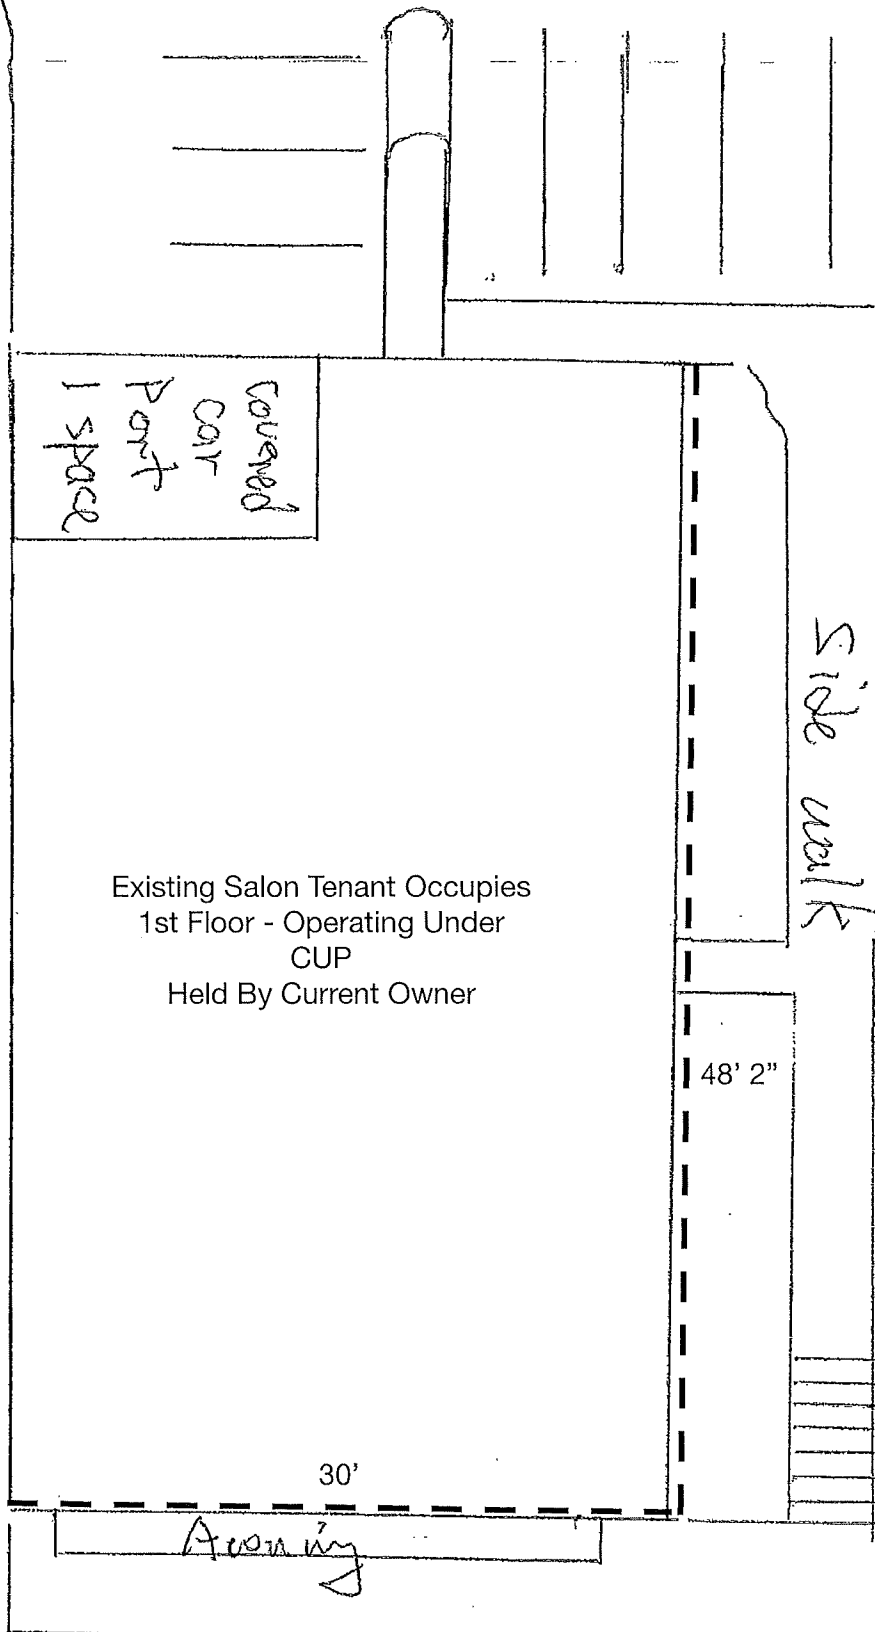 Covered
Car
Port
1 space
Side walk
Existing Salon Tenant Occupies
1st Floor - Operating Under
CUP
Held By Current Owner
48' 2"
30'
Awning